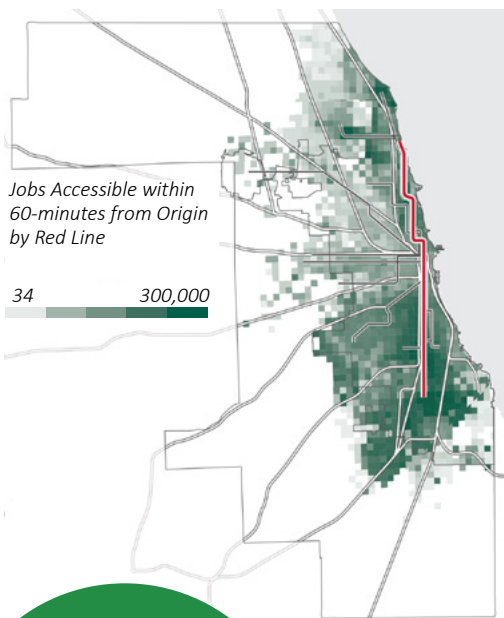 Jobs Accessible within
60-minutes from Origin
by Red Line
34 300,000